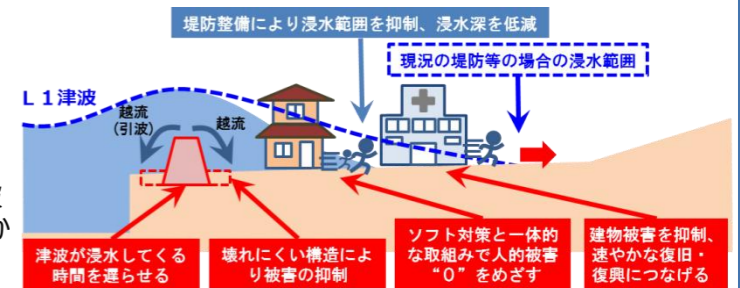 堤防整備により浸水範囲を抑制、浸水深を低減
現況の堤防等の場合の浸水範囲
L１津波
越流
(引波)
越流
か
津波が浸水してくる
時間を遅らせる
壊れにくい構造によ
り被害の抑制
ソフト対策と一体的
な取組みで人的被害
“0”をめざす
建物被害を抑制、
速やかな復旧・
復興につなげる